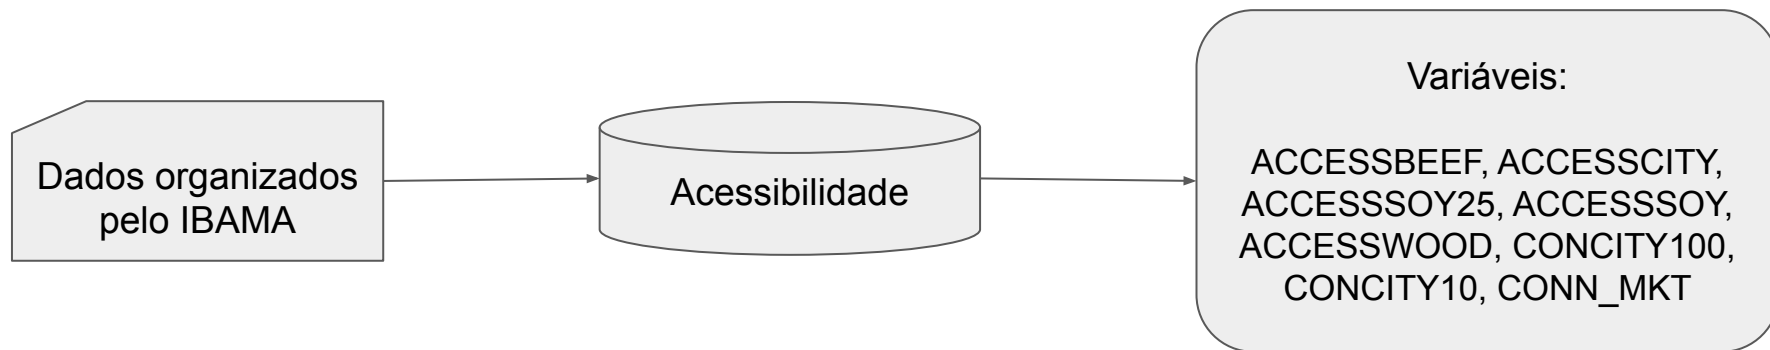 Dados organizados
pelo IBAMA
Acessibilidade
Variáveis:
ACCESSBEEF, ACCESSCITY,
ACCESSSOY25, ACCESSSOY,
ACCESSWOOD, CONCITY100,
CONCITY10, CONN_MKT